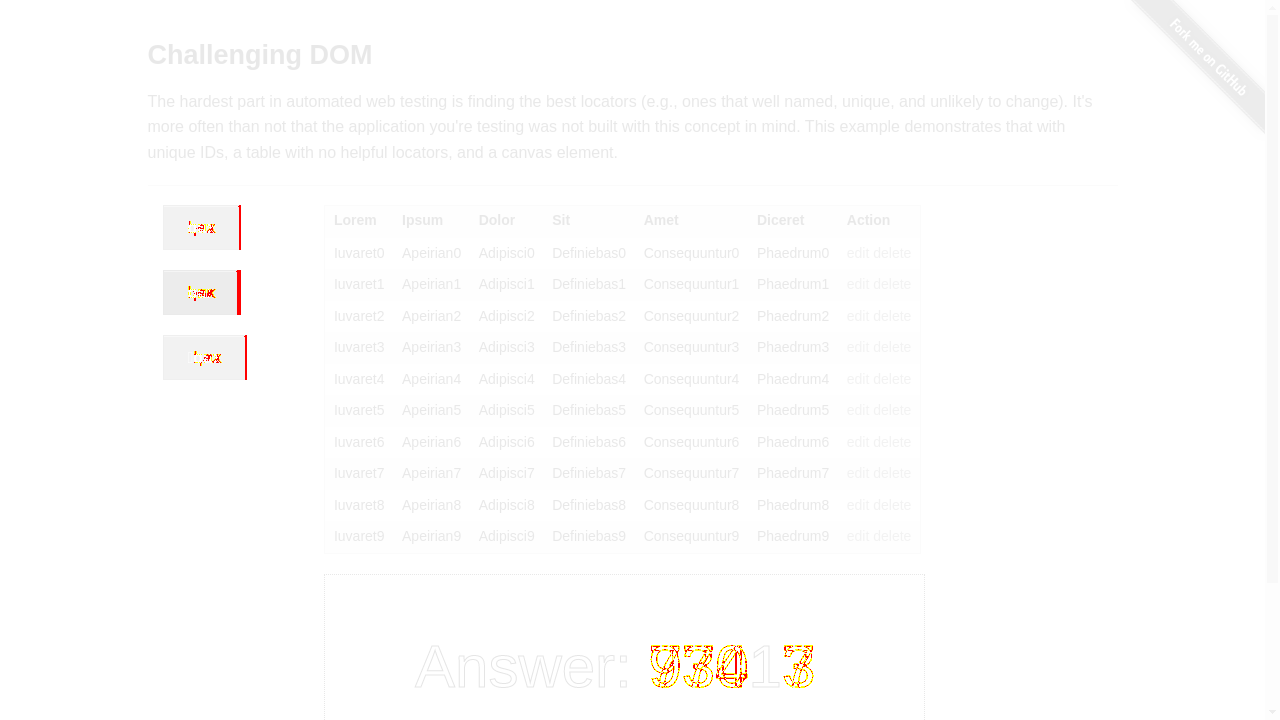 Fork me on GitHub
Challenging DOM
The hardest part in automated web testing is finding the best locators (e.g., ones that well named, unique, and unlikely to change). It's
more often than not that the application you're testing was not built with this concept in mind. This example demonstrates that with
unique IDs, a table with no helpful locators, and a canvas element.
Lorem Ipsum Dolor Sit Amet Diceret Action
Iuvaret0 Apeirian0 Adipisci0 Definiebas0 Consequuntur0 Phaedrum0 edit delete
Iuvaret1 Apeirian1 Adipisci1 Definiebas1 Consequuntur1 Phaedrum1 edit delete
Iuvaret2 Apeirian2 Adipisci2 Definiebas2 Consequuntur2 Phaedrum2 edit delete
Iuvaret3 Apeirian3 Adipisci3 Definiebas3 Consequuntur3 Phaedrum3 edit delete
Iuvaret4 Apeirian4 Adipisci4 Definiebas4 Consequuntur4 Phaedrum4 edit delete
Iuvaret5 Apeirian5 Adipisci5 Definiebas5 Consequuntur5 Phaedrum5 edit delete
Iuvaret6 Apeirian6 Adipisci6 Definiebas6 Consequuntur6 Phaedrum6 edit delete
Iuvaret7 Apeirian7 Adipisci7 Definiebas7 Consequuntur7 Phaedrum7 edit delete
Iuvaret8 Apeirian8 Adipisci8 Definiebas8 Consequuntur8 Phaedrum8 edit delete
Iuvaret9 Apeirian9 Adipisci9 Definiebas9 Consequuntur9 Phaedrum9 edit delete
Answer: